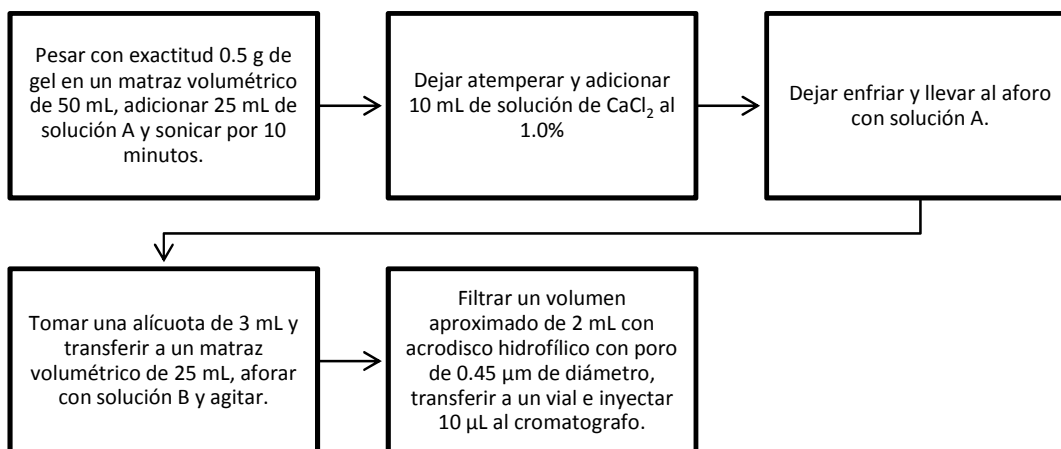 Pesar con exactitud 0.5 g de
gel en un matraz volumétrico
de 50 mL, adicionar 25 mL de
solución A y sonicar por 10
minutos.
Dejar atemperar y adicionar
10 mL de solución de CaCl₂ al
1.0%
Dejar enfriar y llevar al aforo
con solución A.
Tomar una alícuota de 3 mL y
transferir a un matraz
volumétrico de 25 mL, aforar
con solución B y agitar.
Filtrar un volumen
aproximado de 2 mL con
acrodisco hidrofílico con poro
de 0.45 µm de diámetro,
transferir a un vial e inyectar
10 µL al cromatografo.